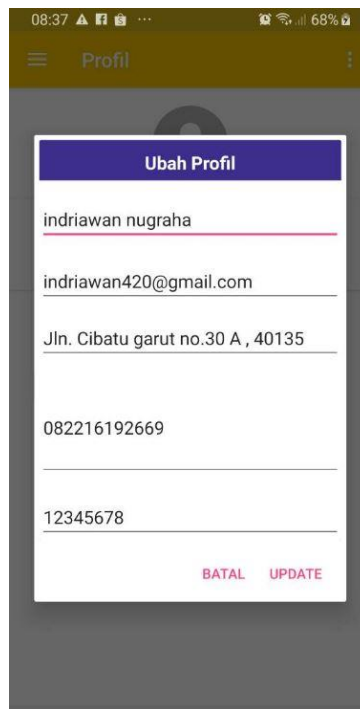 08:37 ... 68%
Profil
Ubah Profil
indriawan nugraha
indriawan420@gmail.com
Jln. Cibatu garut no.30 A , 40135
082216192669
12345678
BATAL UPDATE